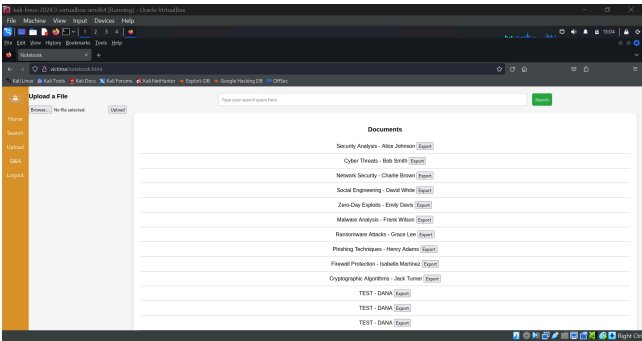 kali-linux-2024.3-virtualbox-amd64 [Running] - Oracle VirtualBox
File Machine View Input Devices Help
1 2 3 4
13:04
File Edit View History Bookmarks Tools Help
Notebook
victima/notebook.html
Kali Linux Kali Tools Kali Docs Kali Forums Kali NetHunter Exploit-DB Google Hacking DB OffSec
Upload a File
Browse... No file selected. Upload
Type your search query here
Search
Home
Search
Upload
Q&A
Logout
Documents
Security Analysis - Alice Johnson Export
Cyber Threats - Bob Smith Export
Network Security - Charlie Brown Export
Social Engineering - David White Export
Zero-Day Exploits - Emily Davis Export
Malware Analysis - Frank Wilson Export
Ransomware Attacks - Grace Lee Export
Phishing Techniques - Henry Adams Export
Firewall Protection - Isabella Martinez Export
Cryptographic Algorithms - Jack Turner Export
TEST - DANA Export
TEST - DANA Export
TEST - DANA Export
Right Ctrl